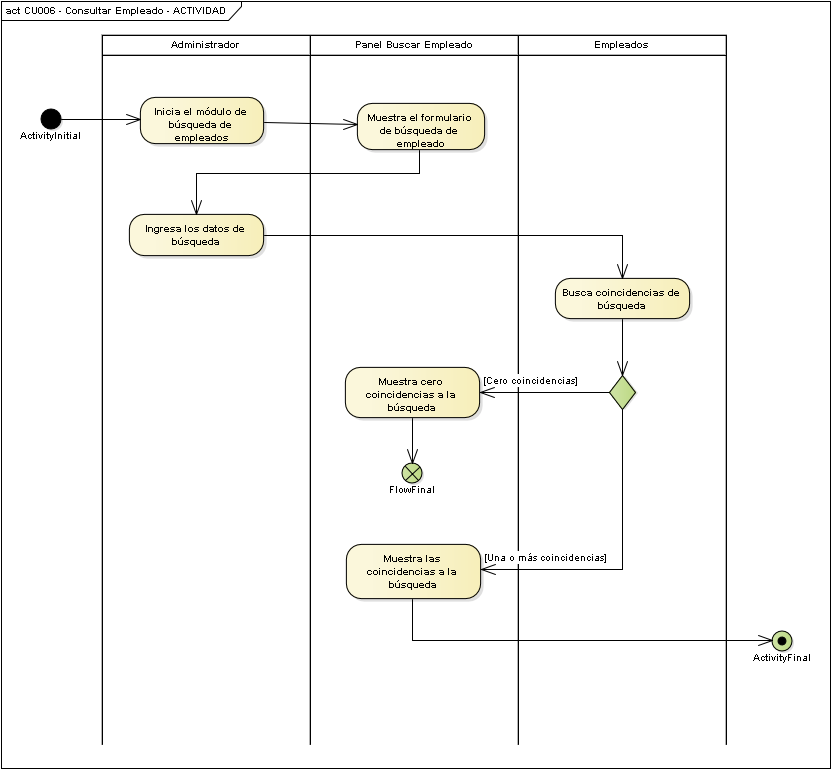 act CU006 - Consultar Empleado - ACTIVIDAD
Administrador
Panel Buscar Empleado
Empleados
ActivityInitial
Inicia el módulo de
búsqueda de
empleados
Muestra el formulario
de búsqueda de
empleado
Ingresa los datos de
búsqueda
Busca coincidencias de
búsqueda
[Cero coincidencias]
Muestra cero
coincidencias a la
búsqueda
FlowFinal
[Una o más coincidencias]
Muestra las
coincidencias a la
búsqueda
ActivityFinal